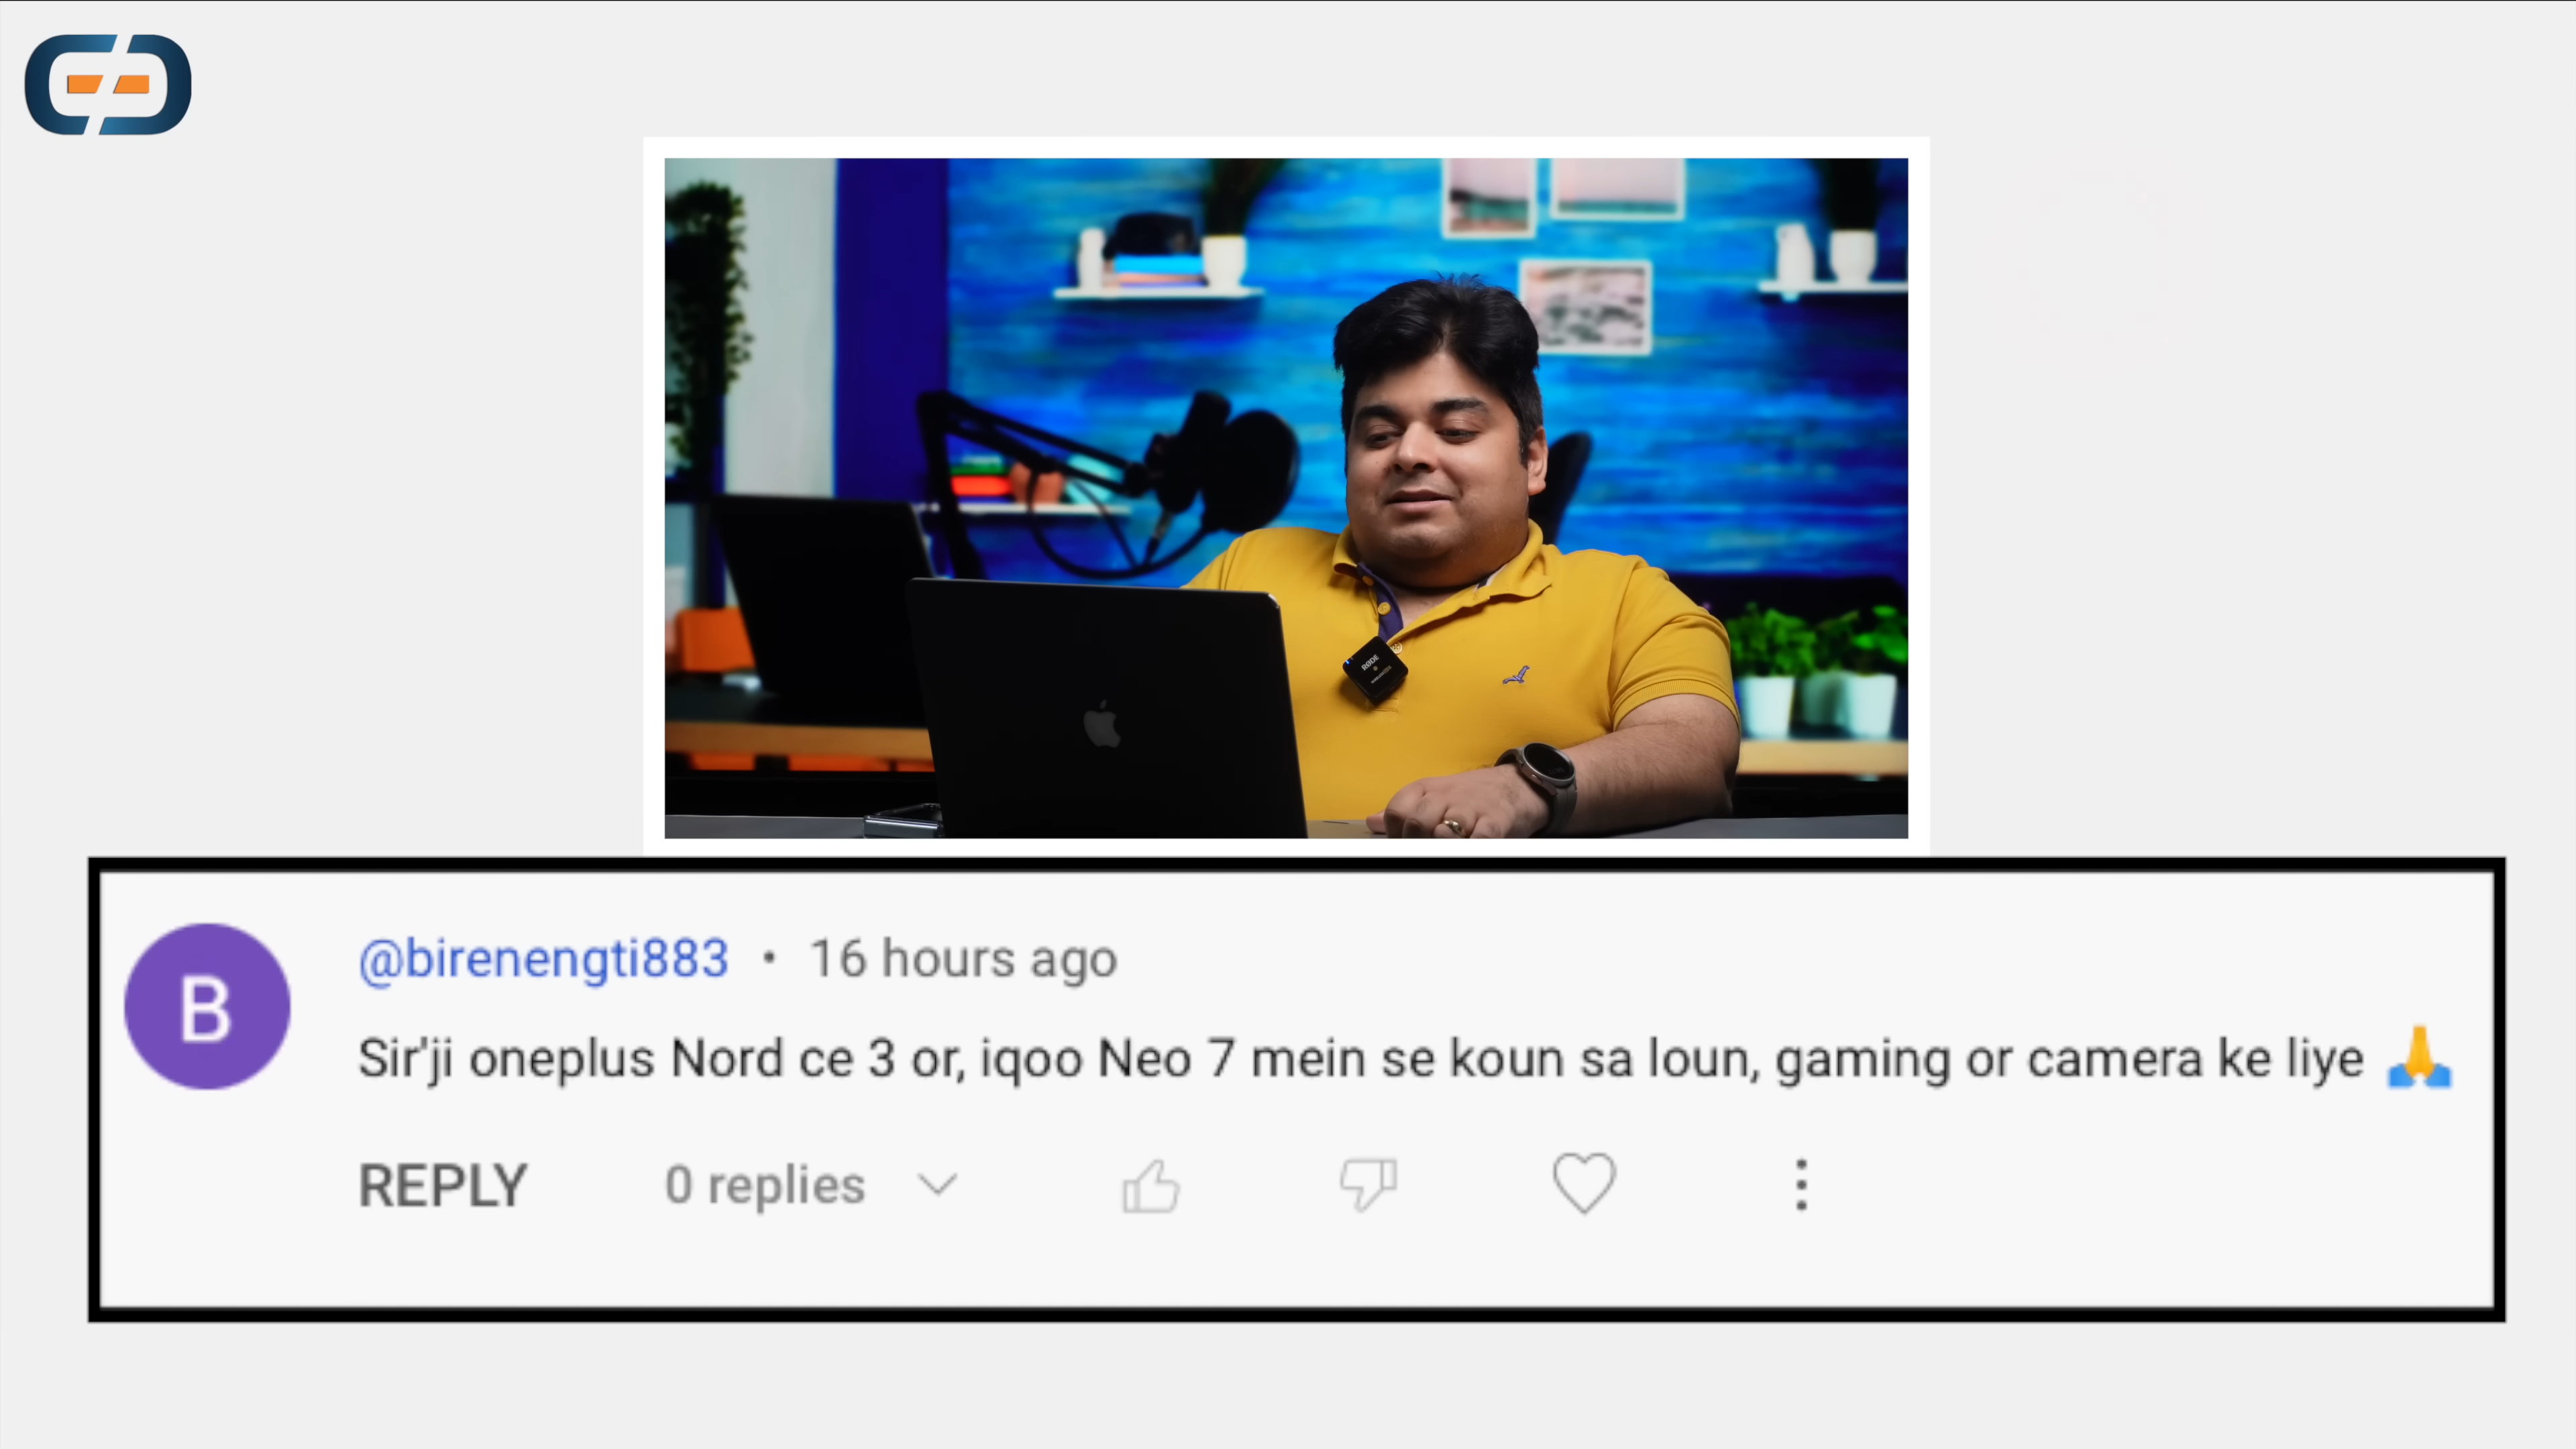 RØDE
B
@birenengti883 • 16 hours ago
Sir'ji oneplus Nord ce 3 or, iqoo Neo 7 mein se koun sa loun, gaming or camera ke liye 🙏
REPLY 0 replies